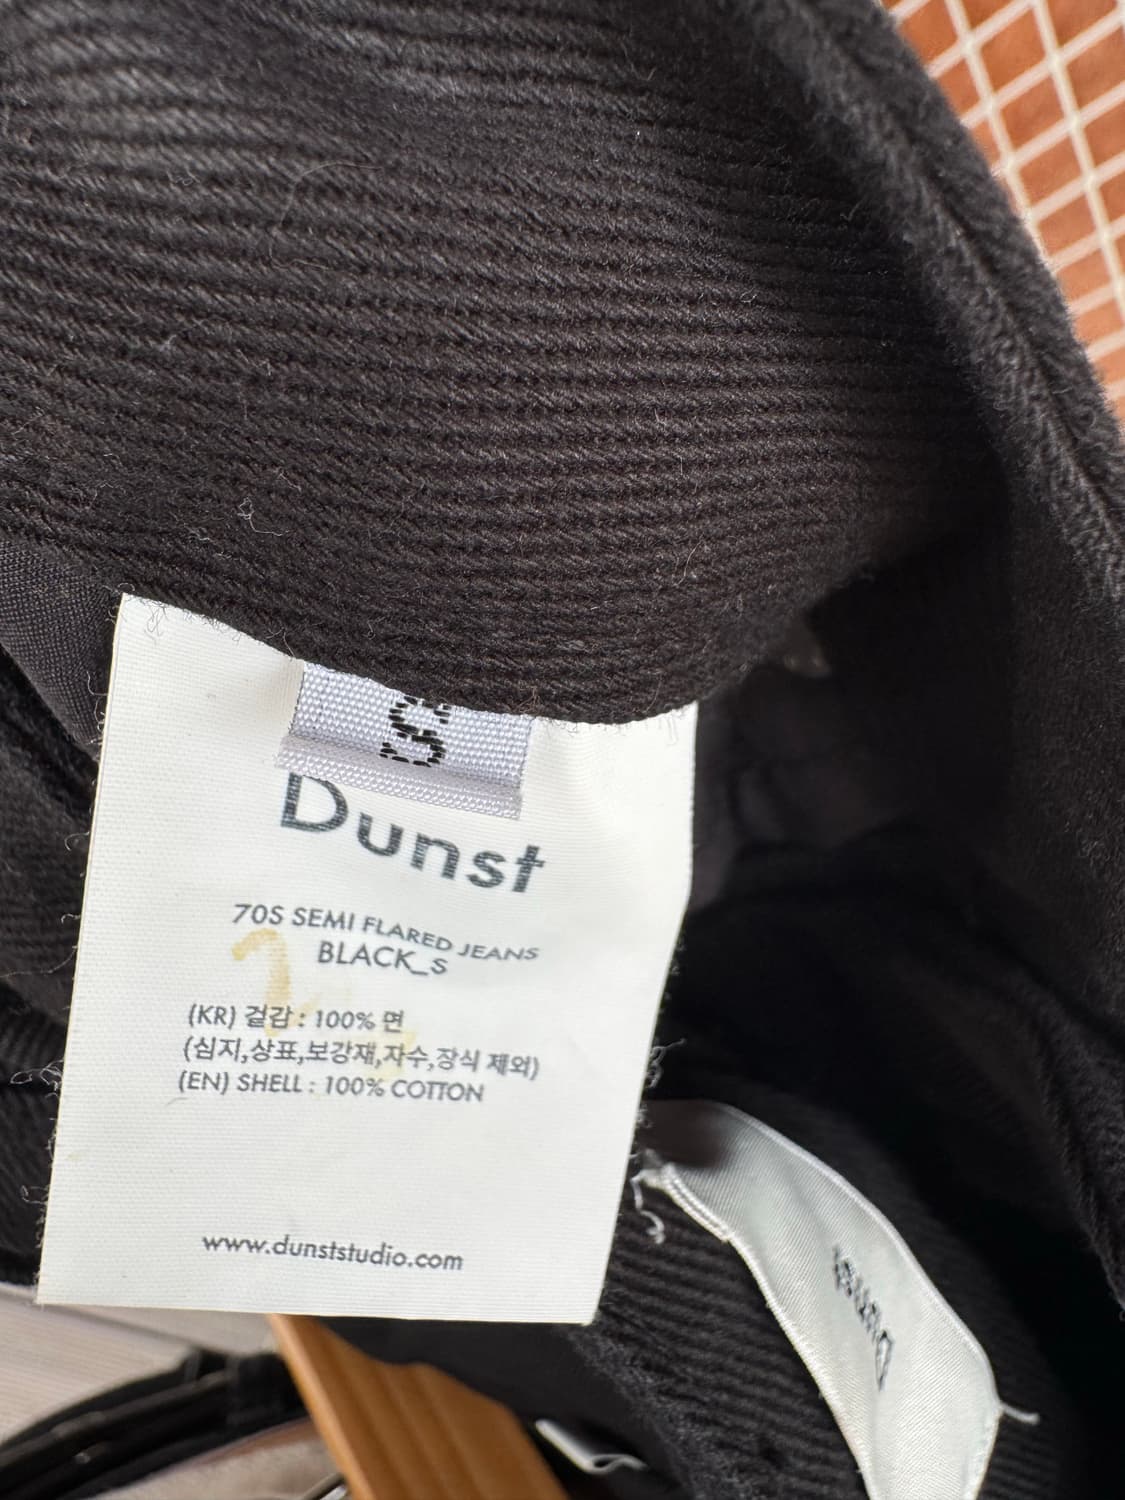 S
Dunst
70S SEMI FLARED JEANS
BLACK_S
(KR) 겉감 : 100% 면
(심지,상표,보강재,자수,장식 제외)
(EN) SHELL : 100% COTTON
www.dunststudio.com
Dunst